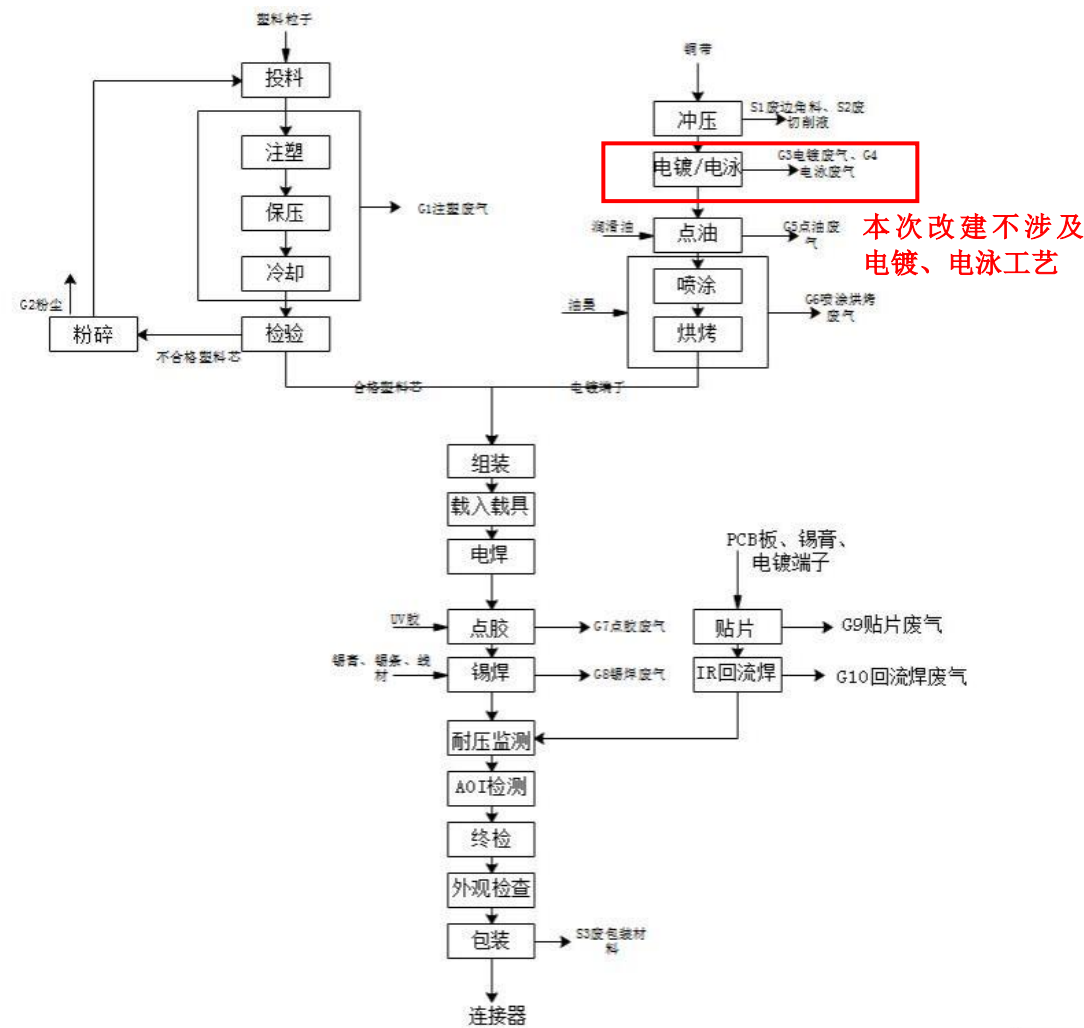 塑料粒子
投料
注塑
保压
冷却
G1注塑废气
G2粉尘
粉碎
检验
不合格塑料芯
合格塑料芯
铜带
冲压
S1废边角料、S2废
切削液
电镀/电泳
G3电镀废气、G4
电泳废气
本次改建不涉及
电镀、电泳工艺
润滑油
点油
G5点油废
气
喷涂
油墨
烘烤
G6喷涂烘烤
废气
电镀端子
组装
载入载具
电焊
UV胶
点胶
G7点胶废气
锡膏、锡条、线
材
锡焊
G8锡焊废气
PCB板、锡膏、
电镀端子
贴片
G9贴片废气
IR回流焊
G10回流焊废气
耐压监测
AOI检测
终检
外观检查
包装
S3废包装材
料
连接器